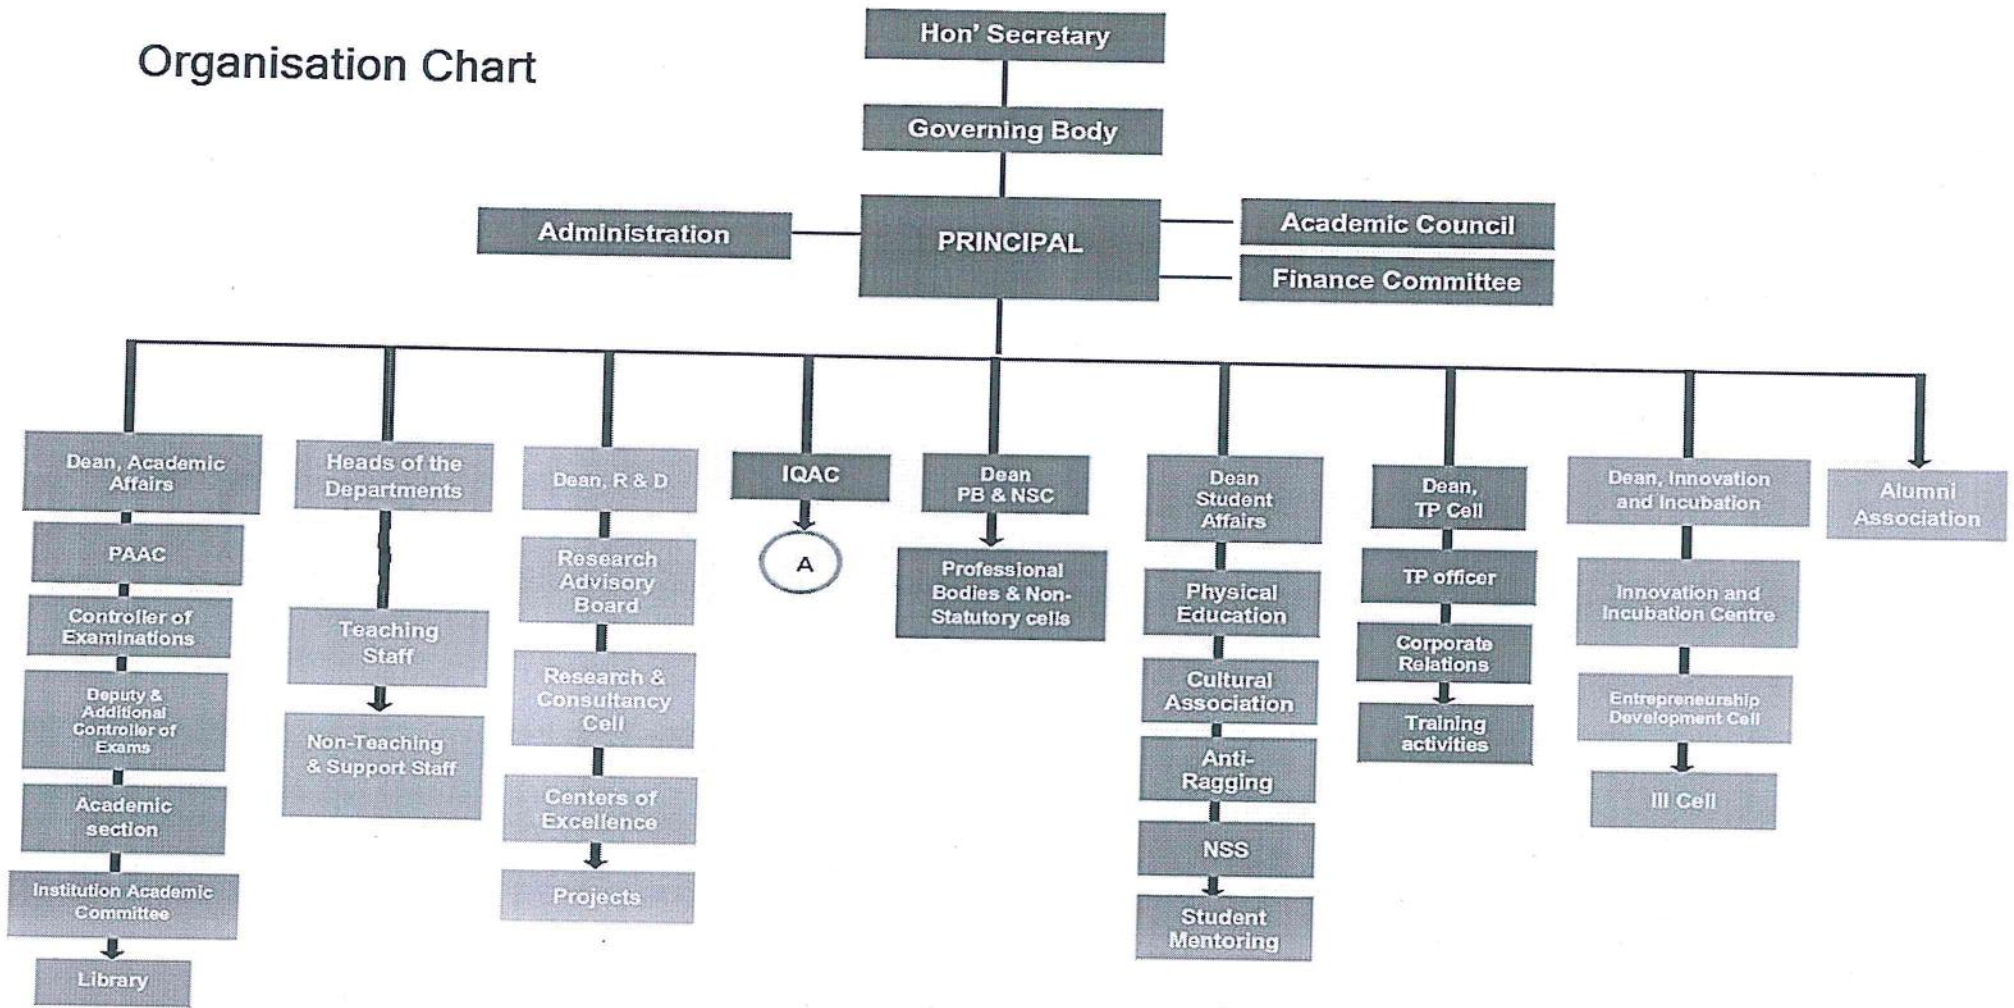 Organisation Chart
Hon' Secretary
Governing Body
Administration
PRINCIPAL
Academic Council
Finance Committee
Dean, Academic
Affairs
PAAC
Controller of
Examinations
Deputy &
Additional
Controller of
Exams
Academic
section
Institution Academic
Committee
Library
Heads of the
Departments
Teaching
Staff
Non-Teaching
& Support Staff
Dean, R & D
Research
Advisory
Board
Research &
Consultancy
Cell
Centers of
Excellence
Projects
IQAC
A
Dean
PB & NSC
Professional
Bodies & Non-
Statutory cells
Dean
Student
Affairs
Physical
Education
Cultural
Association
Anti-
Ragging
NSS
Student
Mentoring
Dean,
TP Cell
TP officer
Corporate
Relations
Training
activities
Dean, Innovation
and Incubation
Innovation and
Incubation Centre
Entrepreneurship
Development Cell
III Cell
Alumni
Association